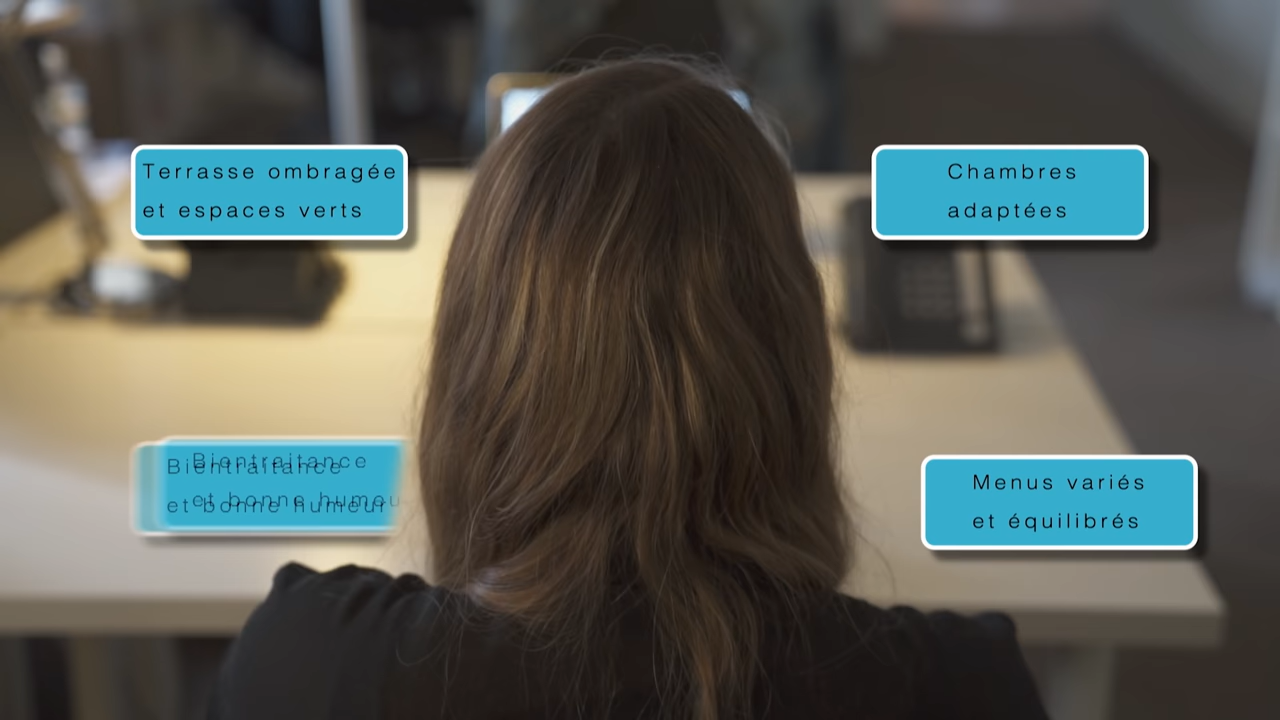 Terrasse ombragée
et espaces verts
Chambres
adaptées
Bientraitance
et bonne humeur
Menus variés
et équilibrés